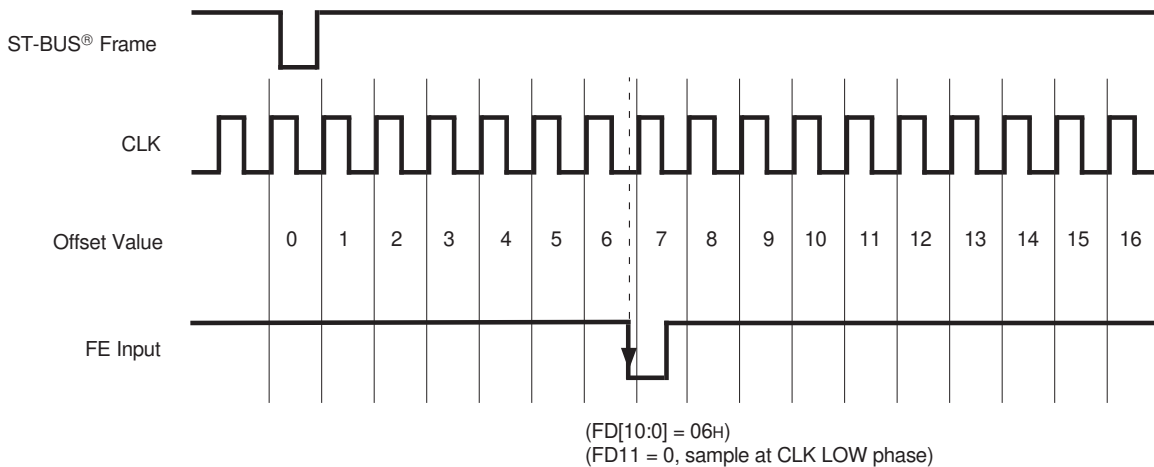 ST-BUS® Frame
CLK
Offset Value 0 1 2 3 4 5 6 7 8 9 10 11 12 13 14 15 16
FE Input
(FD[10:0] = 06H)
(FD11 = 0, sample at CLK LOW phase)